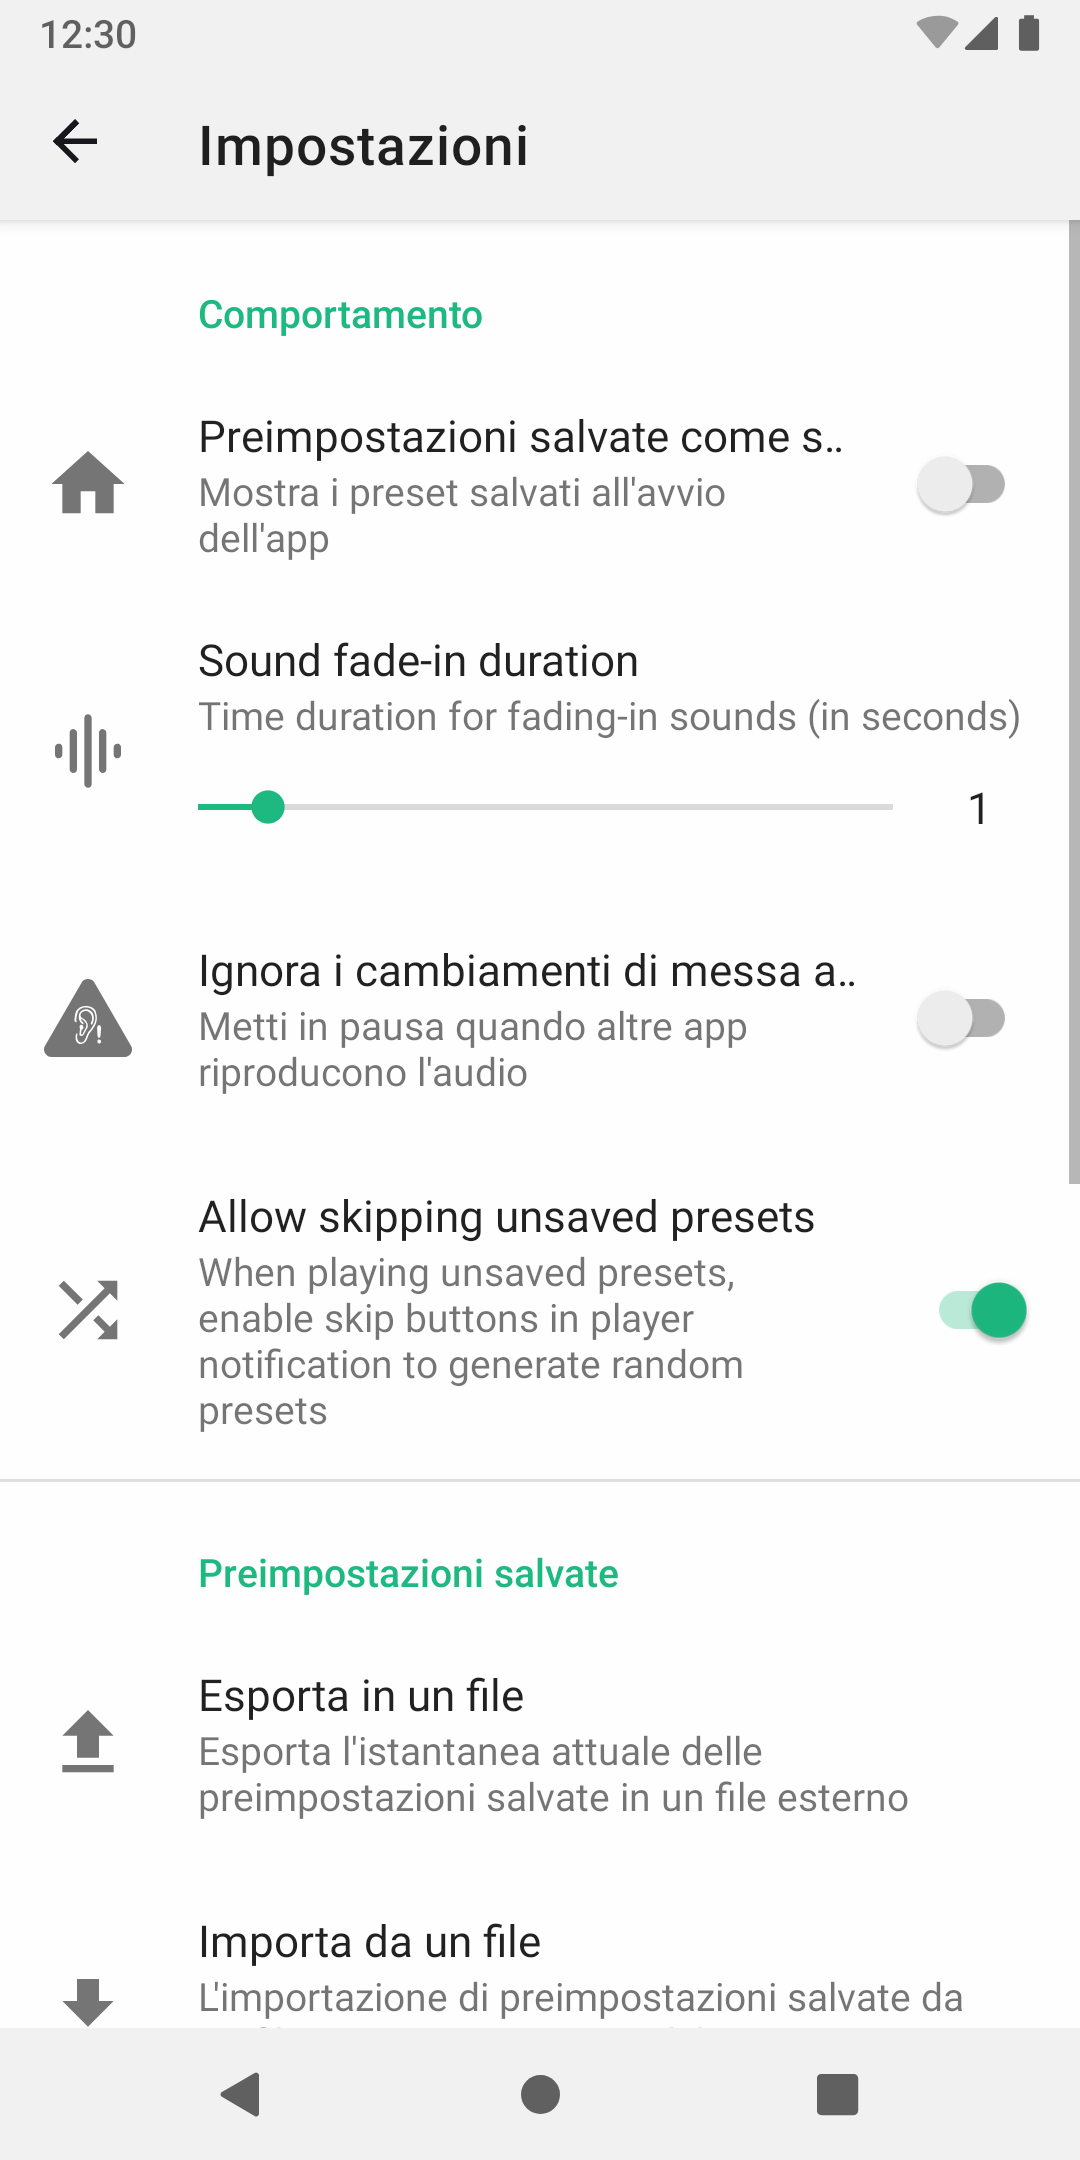 12:30
Impostazioni
Comportamento
Preimpostazioni salvate come s..
Mostra i preset salvati all'avvio
dell'app
Sound fade-in duration
Time duration for fading-in sounds (in seconds)
1
Ignora i cambiamenti di messa a..
Metti in pausa quando altre app
riproducono l'audio
Allow skipping unsaved presets
When playing unsaved presets,
enable skip buttons in player
notification to generate random
presets
Preimpostazioni salvate
Esporta in un file
Esporta l'istantanea attuale delle
preimpostazioni salvate in un file esterno
Importa da un file
L'importazione di preimpostazioni salvate da